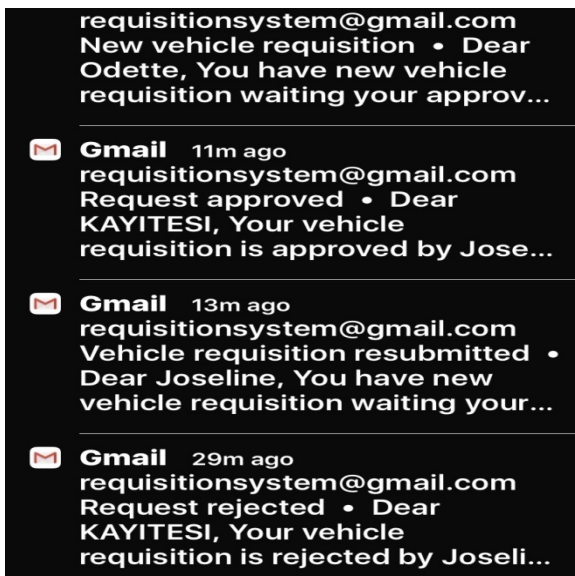 requisitionsystem@gmail.com
New vehicle requisition • Dear
Odette, You have new vehicle
requisition waiting your approv...
Gmail 11m ago
requisitionsystem@gmail.com
Request approved • Dear
KAYITESI, Your vehicle
requisition is approved by Jose...
Gmail 13m ago
requisitionsystem@gmail.com
Vehicle requisition resubmitted •
Dear Joseline, You have new
vehicle requisition waiting your...
Gmail 29m ago
requisitionsystem@gmail.com
Request rejected • Dear
KAYITESI, Your vehicle
requisition is rejected by Joseli...